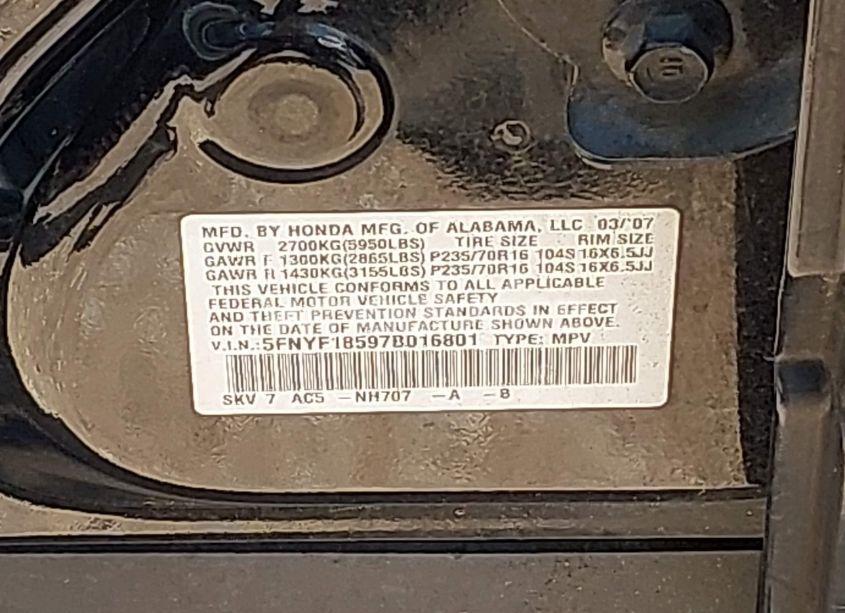 MFD. BY HONDA MFG. OF ALABAMA, LLC 03/'07
GVWR 2700KG(5950LBS) TIRE SIZE RIM SIZE
GAWR F 1300KG(2865LBS) P235/70R16 104S 16X6.5JJ
GAWR R 1430KG(3155LBS) P235/70R16 104S 16X6.5JJ
THIS VEHICLE CONFORMS TO ALL APPLICABLE
FEDERAL MOTOR VEHICLE SAFETY
AND THEFT PREVENTION STANDARDS IN EFFECT
ON THE DATE OF MANUFACTURE SHOWN ABOVE.
V.I.N.: 5FNYF18597B016801 TYPE: MPV
SKV 7 AC5 -NH707 -A -B